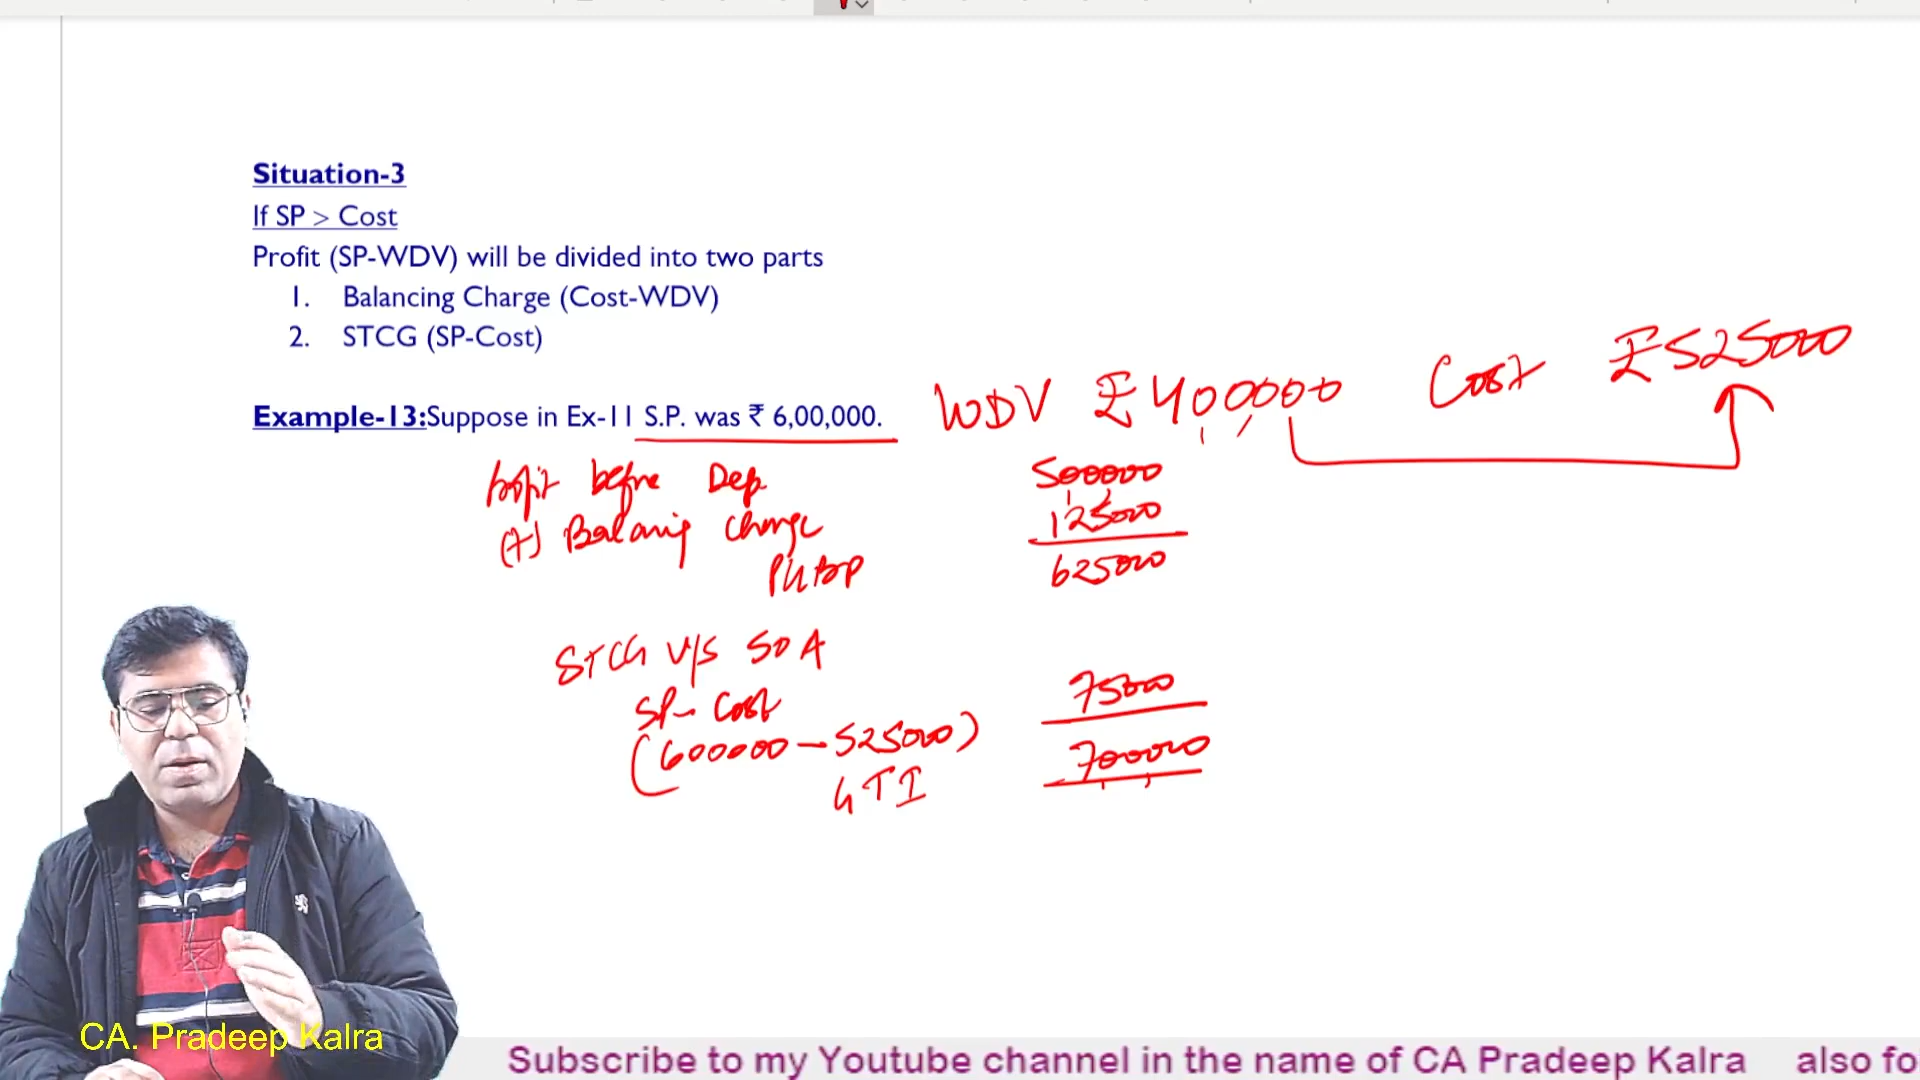 Situation-3
If SP > Cost
Profit (SP-WDV) will be divided into two parts
1. Balancing Charge (Cost-WDV)
2. STCG (SP-Cost)
WDV ₹ 400000 Cost ₹ 525000
Example-13:Suppose in Ex-11 S.P. was ₹ 6,00,000.
Profit before Dep. 500000
(+) Balancing Charge 125000
PGBP 625000
STCG u/s 50A
SP - Cost 75000
(600000 - 525000)
GTI 700000
CA. Pradeep Kalra
Subscribe to my Youtube channel in the name of CA Pradeep Kalra also fo